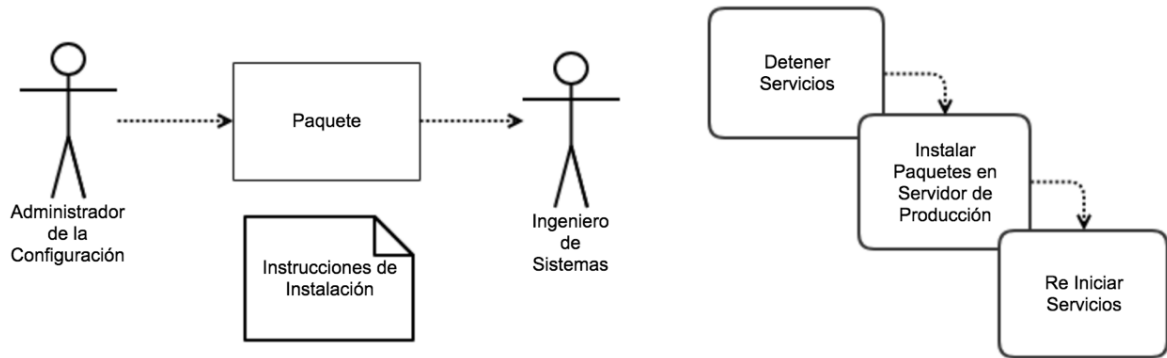 Administrador
de la
Configuración
Paquete
Instrucciones de
Instalación
Ingeniero
de
Sistemas
Detener
Servicios
Instalar
Paquetes en
Servidor de
Producción
Re Iniciar
Servicios